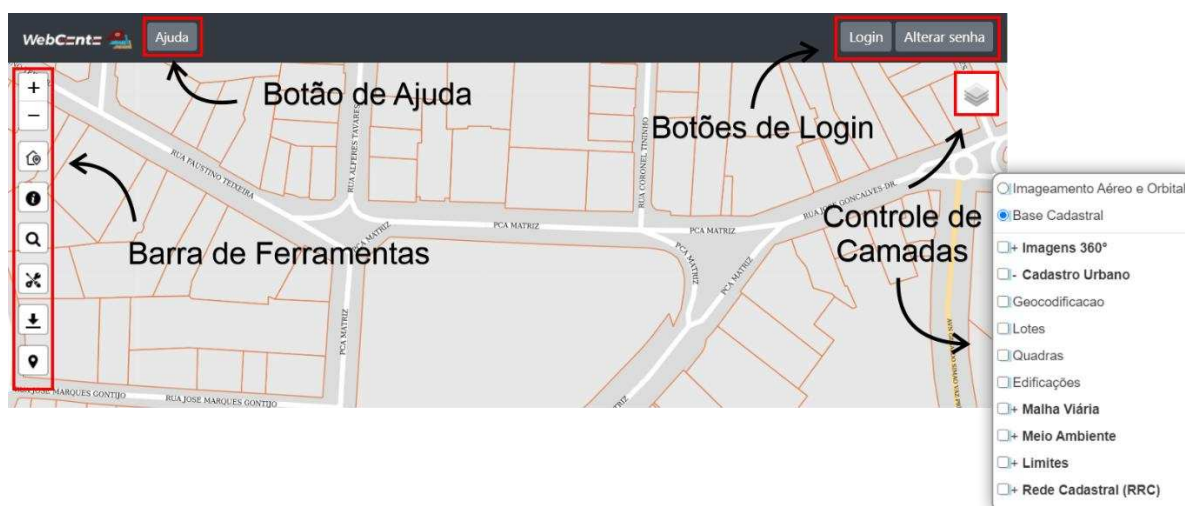 WebCente
Ajuda
Login
Alterar senha
Botão de Ajuda
Botões de Login
Barra de Ferramentas
Controle de
Camadas
RUA FAUSTINO TEIXEIRA
RUA ALFERES TAVARES
RUA CORONEL TININHO
RUA JOSE GONCALVES DR.
PCA MATRIZ
PCA MATRIZ
PCA MATRIZ
PCA MATRIZ
PCA MATRIZ
PCA MATRIZ
RUA JOSE MARQUES GONTIJO
RUA JOSE MARQUES GONTIJO
Imageamento Aéreo e Orbital
Base Cadastral
+ Imagens 360º
- Cadastro Urbano
Geocodificacao
Lotes
Quadras
Edificações
+ Malha Viária
+ Meio Ambiente
+ Limites
+ Rede Cadastral (RRC)